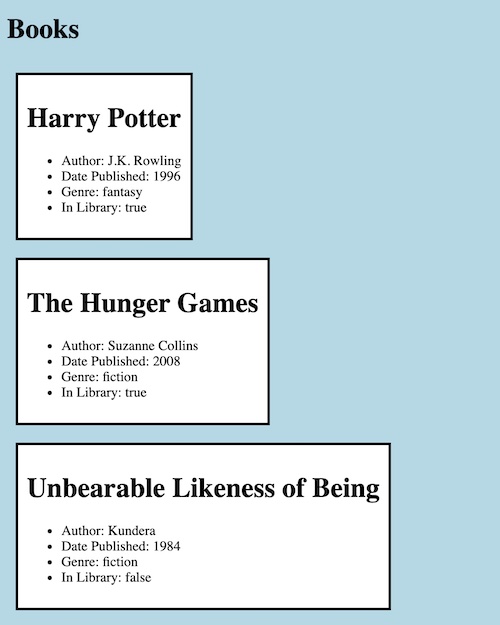 Books
Harry Potter
Author: J.K. Rowling
Date Published: 1996
Genre: fantasy
In Library: true
The Hunger Games
Author: Suzanne Collins
Date Published: 2008
Genre: fiction
In Library: true
Unbearable Likeness of Being
Author: Kundera
Date Published: 1984
Genre: fiction
In Library: false